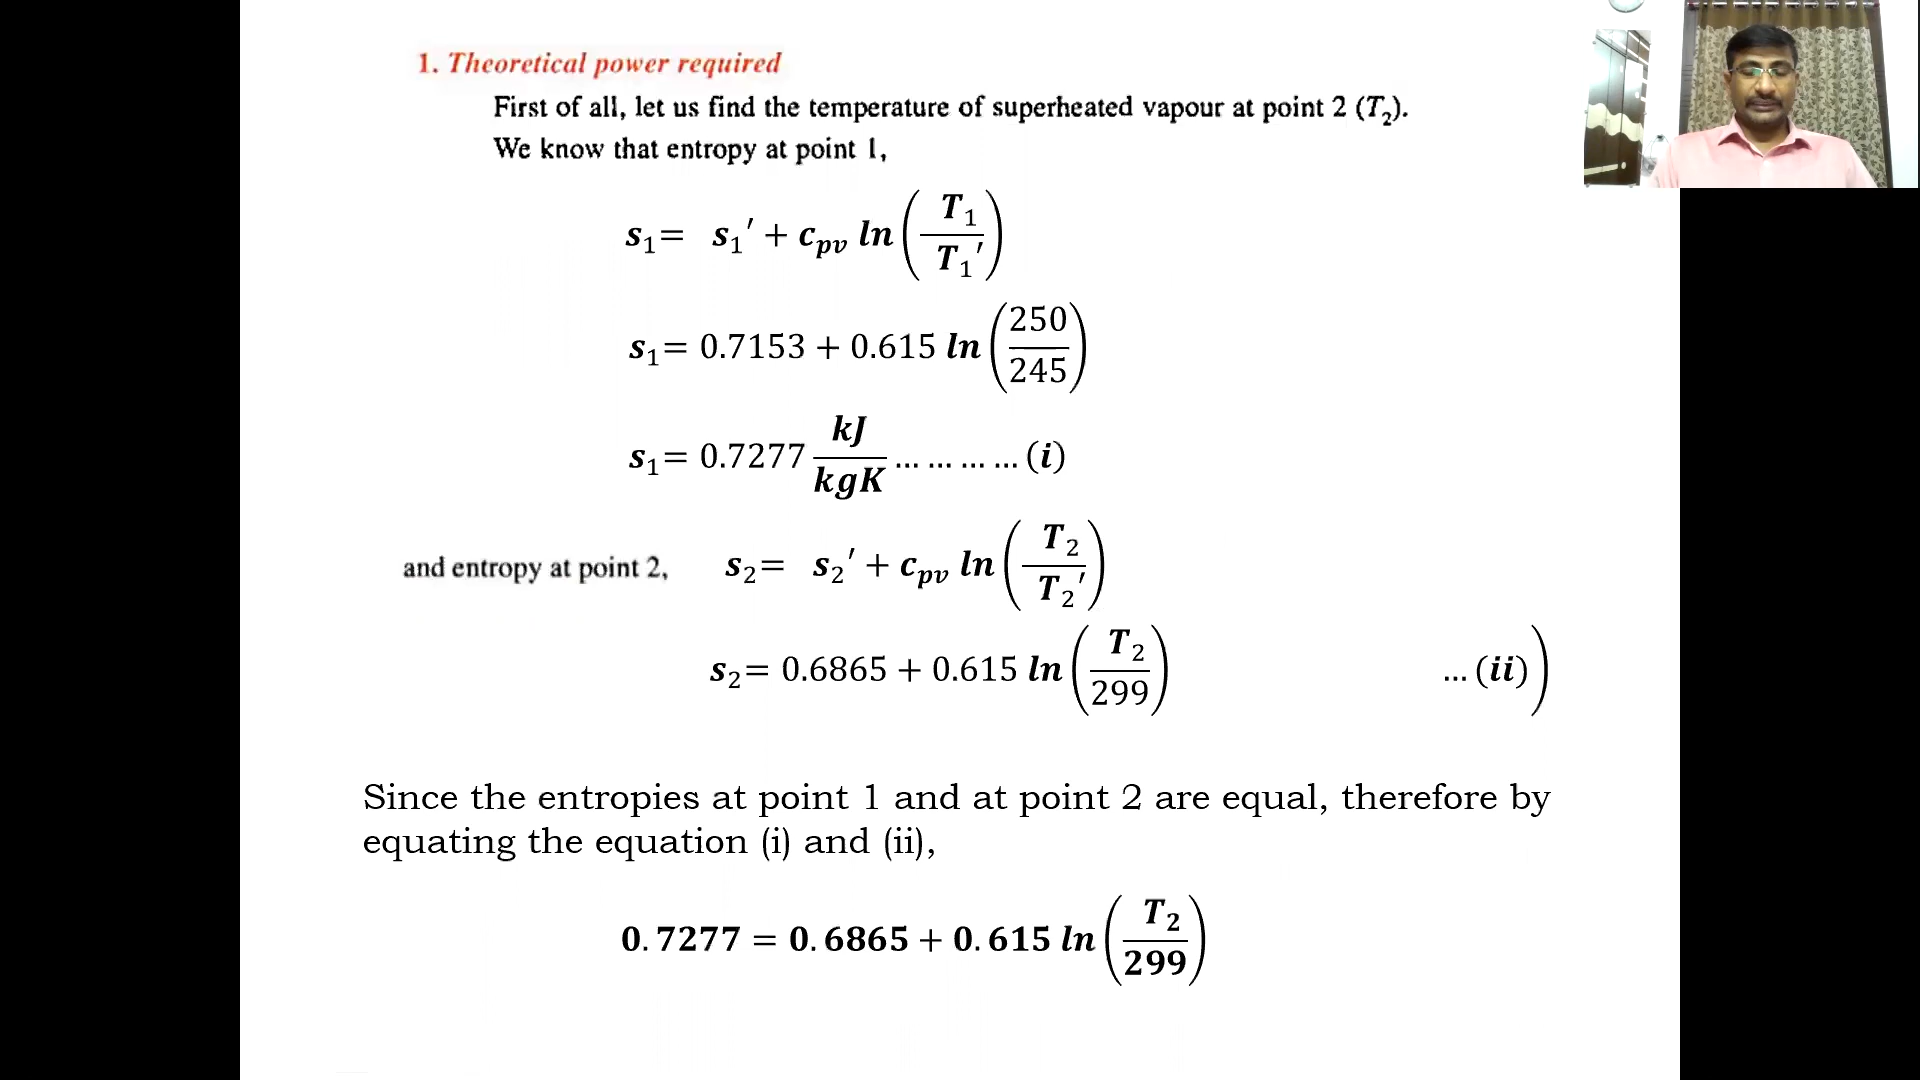 1. Theoretical power required
First of all, let us find the temperature of superheated vapour at point 2 (T₂).
We know that entropy at point 1,
s₁= s₁′ + cₚᵥ ln(T₁/T₁′)
s₁= 0.7153 + 0.615 ln(250/245)
s₁= 0.7277 kJ/kgK … … … … (i)
and entropy at point 2, s₂= s₂′ + cₚᵥ ln(T₂/T₂′)
s₂= 0.6865 + 0.615 ln(T₂/299) … (ii))
Since the entropies at point 1 and at point 2 are equal, therefore by
equating the equation (i) and (ii),
0.7277 = 0.6865 + 0.615 ln(T₂/299)